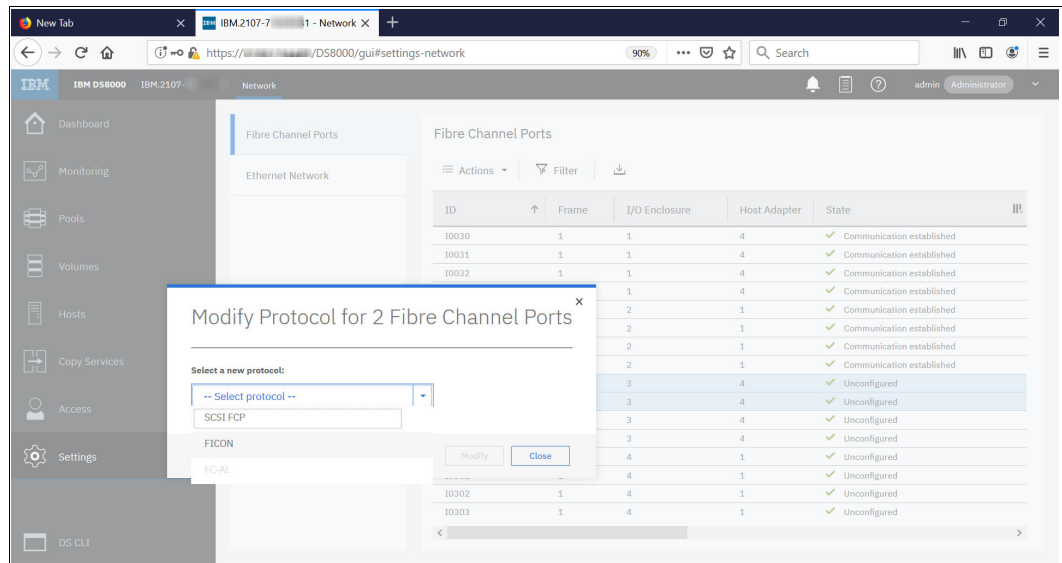 New Tab
IBM.2107-7 1 - Network
https:// /DS8000/gui#settings-network
90%
Search
IBM
IBM DS8000
IBM.2107-
Network
admin
Administrator
Dashboard
Monitoring
Pools
Volumes
Hosts
Copy Services
Access
Settings
DS CLI
Fibre Channel Ports
Ethernet Network
Fibre Channel Ports
Actions
Filter
ID Frame I/O Enclosure Host Adapter State
I0030 1 1 4 Communication established
I0031 1 1 4 Communication established
I0032 1 1 4 Communication established
1 4 Communication established
2 1 Communication established
2 1 Communication established
2 1 Communication established
2 1 Communication established
3 4 Unconfigured
3 4 Unconfigured
3 4 Unconfigured
3 4 Unconfigured
4 1 Unconfigured
4 1 Unconfigured
I0302 1 4 1 Unconfigured
I0303 1 4 1 Unconfigured
Modify Protocol for 2 Fibre Channel Ports
Select a new protocol:
-- Select protocol --
SCSI FCP
FICON
FC-AL
Modify
Close